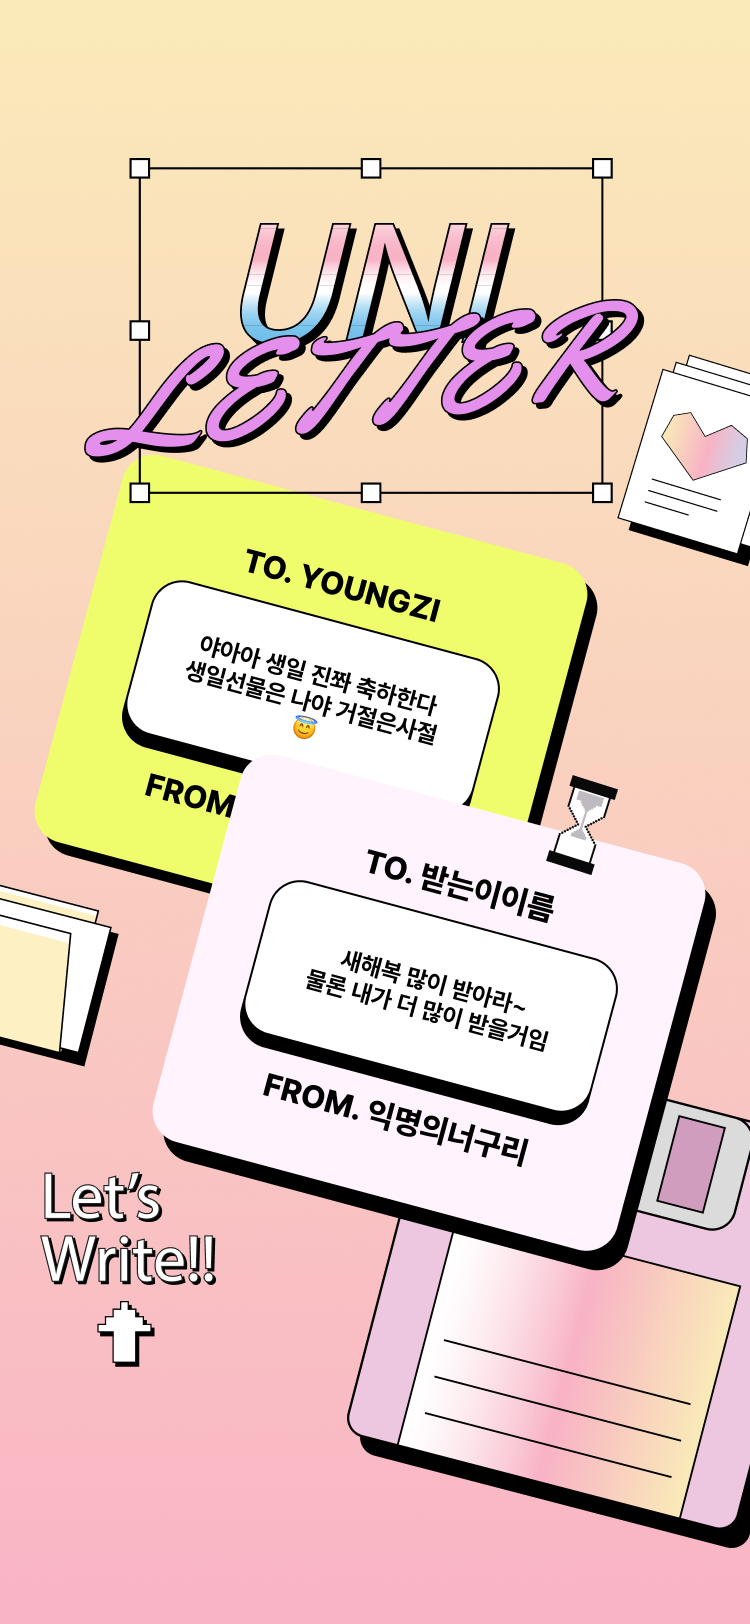 UNI
LETTER
TO. YOUNGZI
야아아 생일 진쫘 축하한다
생일선물은 나야 거절은사절
😇
FROM
TO. 받는이이름
새해복 많이 받아라~
물론 내가 더 많이 받을거임
FROM. 익명의너구리
Let's
Write!!